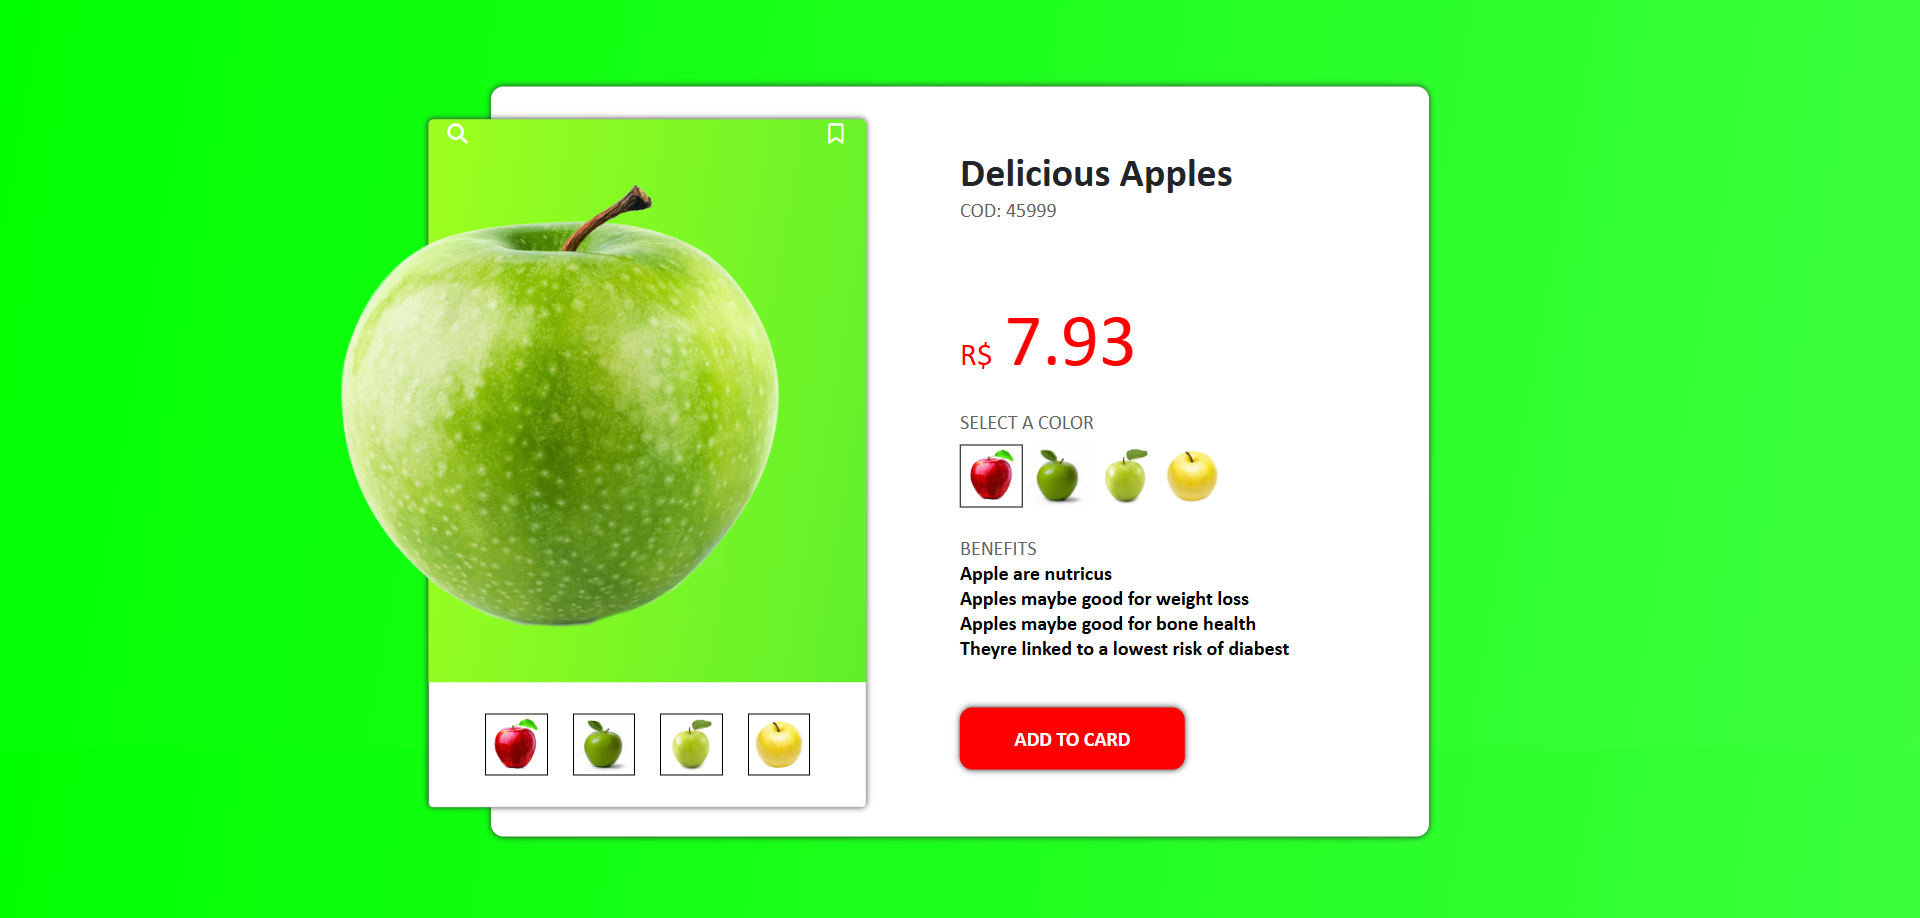 Delicious Apples
COD: 45999
R$ 7.93
SELECT A COLOR
BENEFITS
Apple are nutricus
Apples maybe good for weight loss
Apples maybe good for bone health
Theyre linked to a lowest risk of diabest
ADD TO CARD